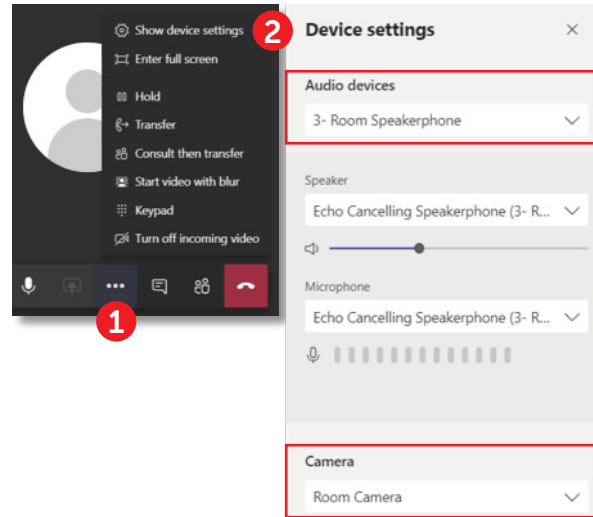 Show device settings
2
Enter full screen
Hold
Transfer
Consult then transfer
Start video with blur
Keypad
Turn off incoming video
1
Device settings
Audio devices
3- Room Speakerphone
Speaker
Echo Cancelling Speakerphone (3- R...
Microphone
Echo Cancelling Speakerphone (3- R...
Camera
Room Camera